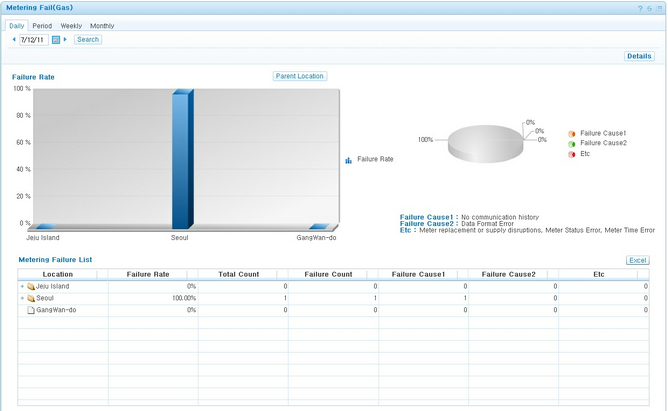 Metering Fail(Gas)
Daily Period Weekly Monthly
7/12/11 Search
Details
Failure Rate
Parent Location
100 %
80 %
60 %
40 %
20 %
0 %
Jeju Island Seoul GangWan-do
Failure Rate
100%
0%
0%
0%
Failure Cause1
Failure Cause2
Etc
Failure Cause1 : No communication history
Failure Cause2 : Data Format Error
Etc : Meter replacement or supply disruptions, Meter Status Error, Meter Time Error
Metering Failure List
Excel
Location Failure Rate Total Count Failure Count Failure Cause1 Failure Cause2 Etc
Jeju Island 0% 0 0 0 0 0
Seoul 100.00% 1 1 1 0 0
GangWan-do 0% 0 0 0 0 0